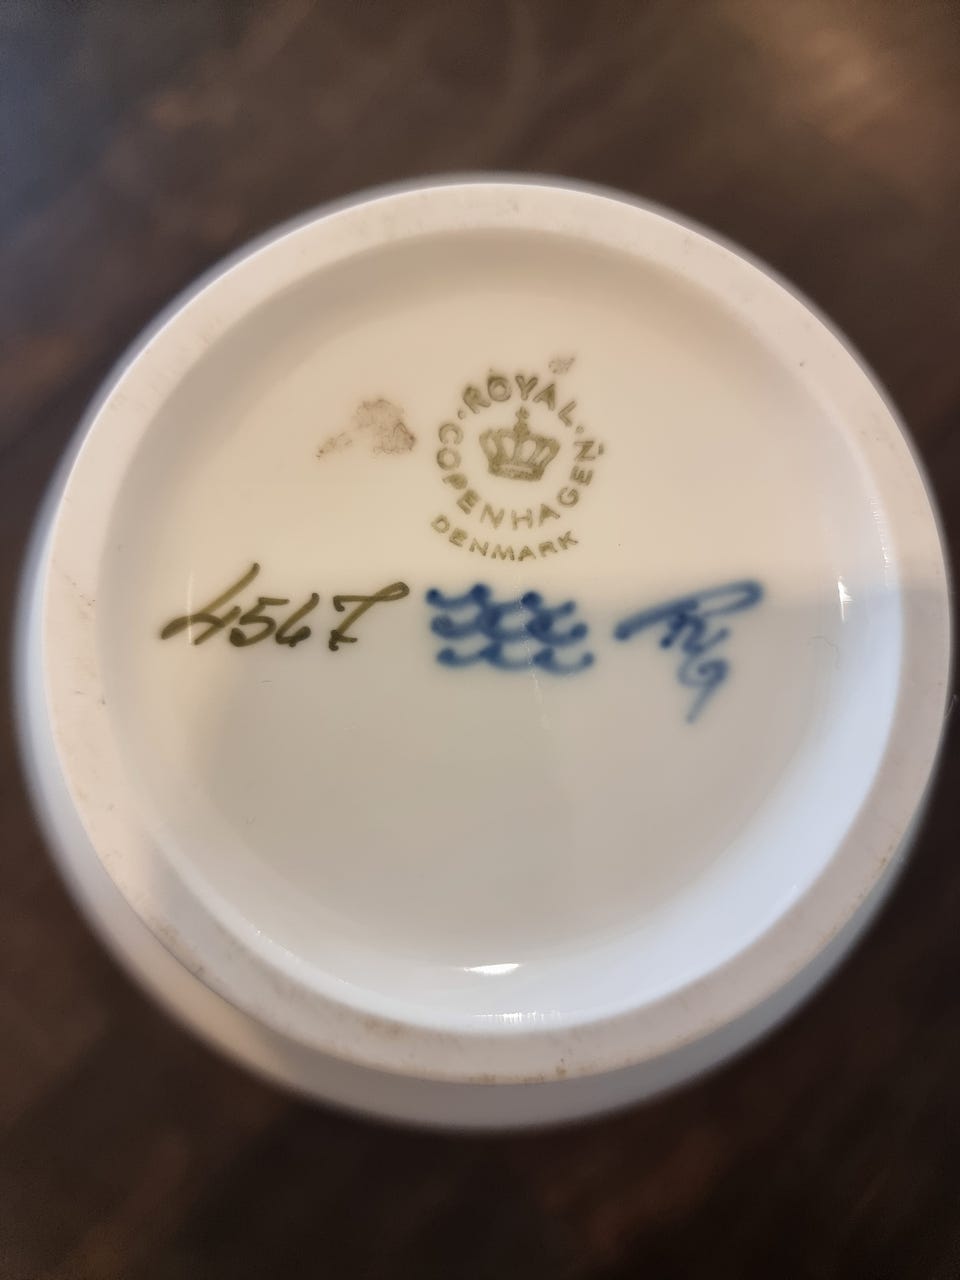 ROYAL
COPENHAGEN
DENMARK
4567